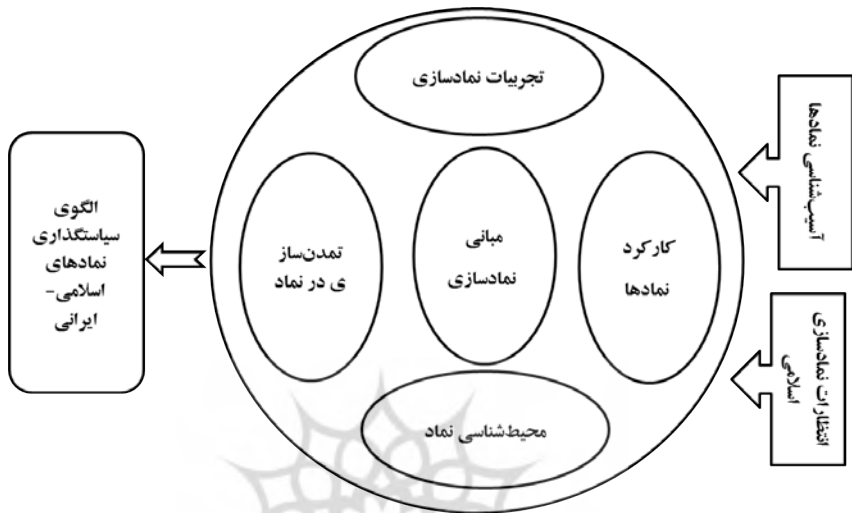 تجربیات نمادسازی
آسیب‌شناسی نمادها
کارکرد
نمادها
مبانی
نمادسازی
تمدن‌ساز
ی در نماد
الگوی
سیاستگذاری
نمادهای
اسلامی-
ایرانی
انتظارات نمادسازی
اسلامی
محیط‌شناسی نماد